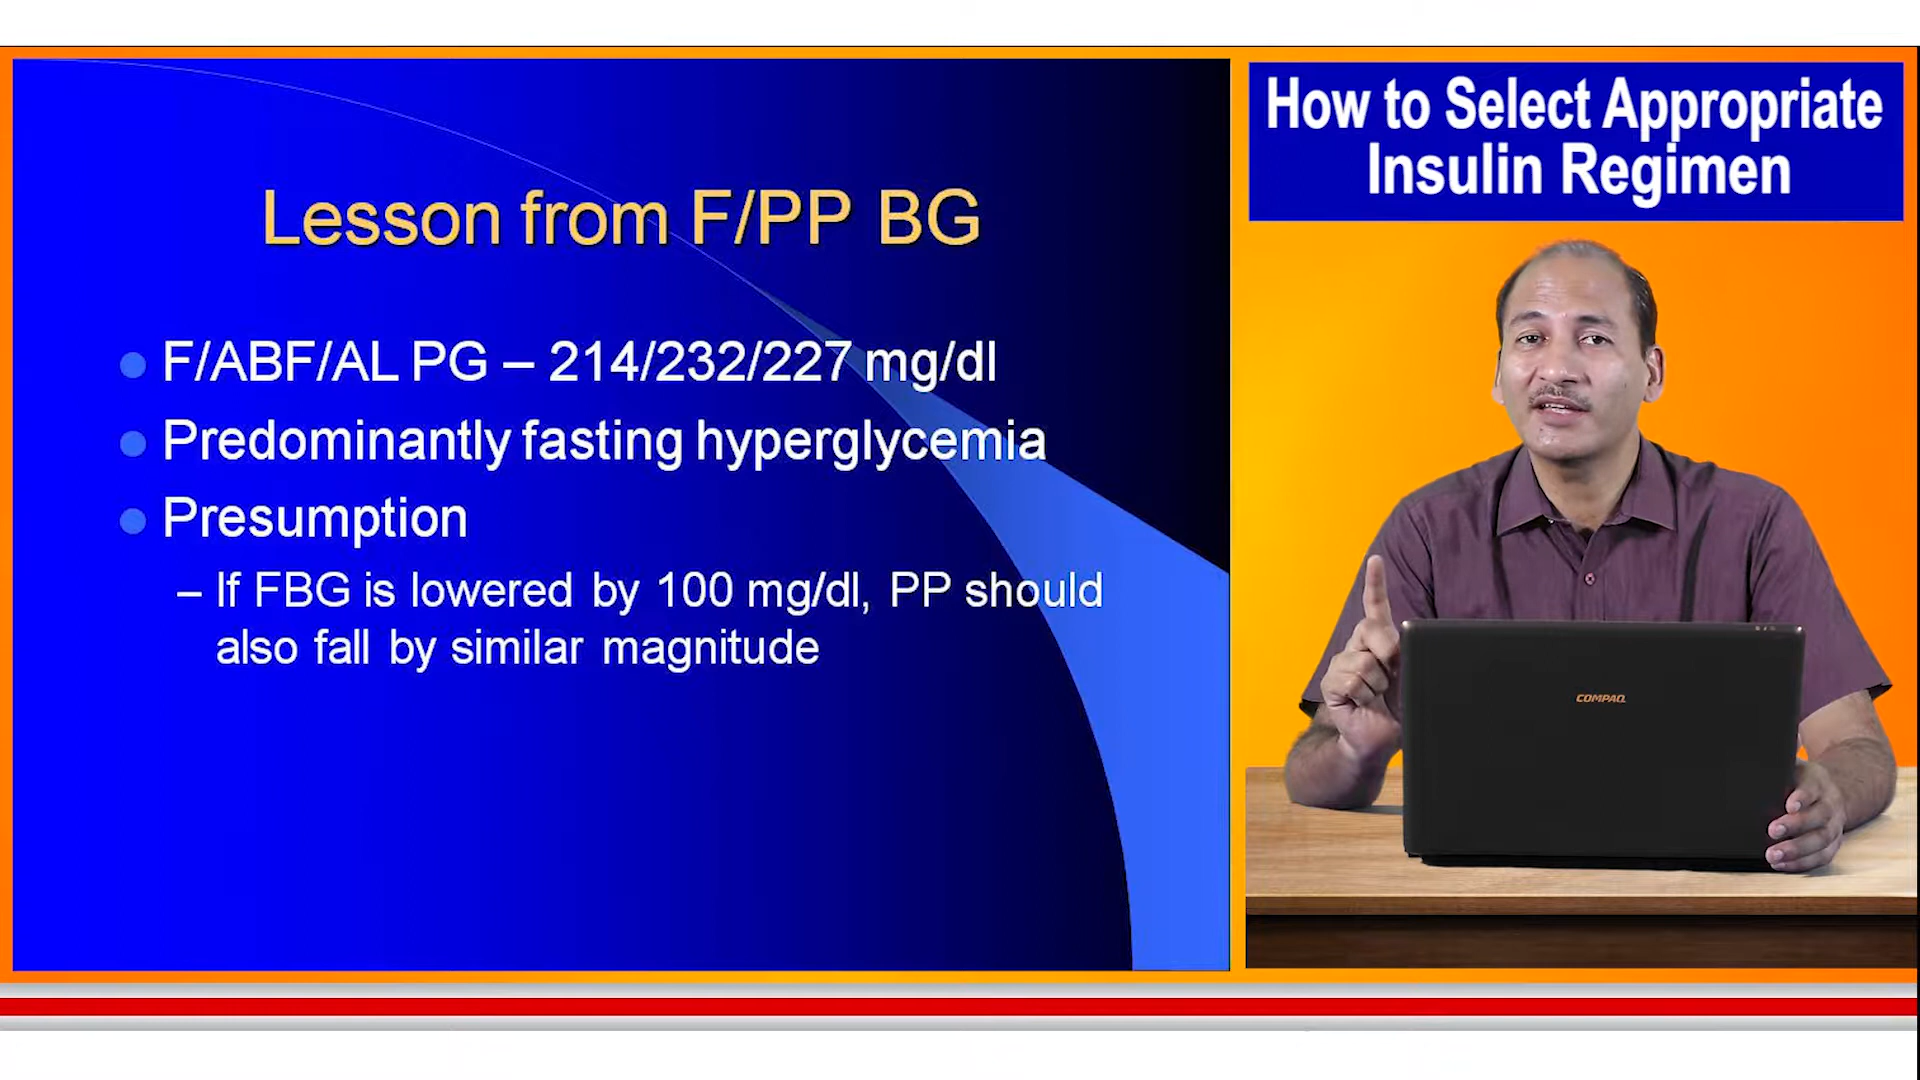 How to Select Appropriate
Insulin Regimen
Lesson from F/PP BG
F/ABF/AL PG – 214/232/227 mg/dl
Predominantly fasting hyperglycemia
Presumption
– If FBG is lowered by 100 mg/dl, PP should
also fall by similar magnitude
COMPAQ